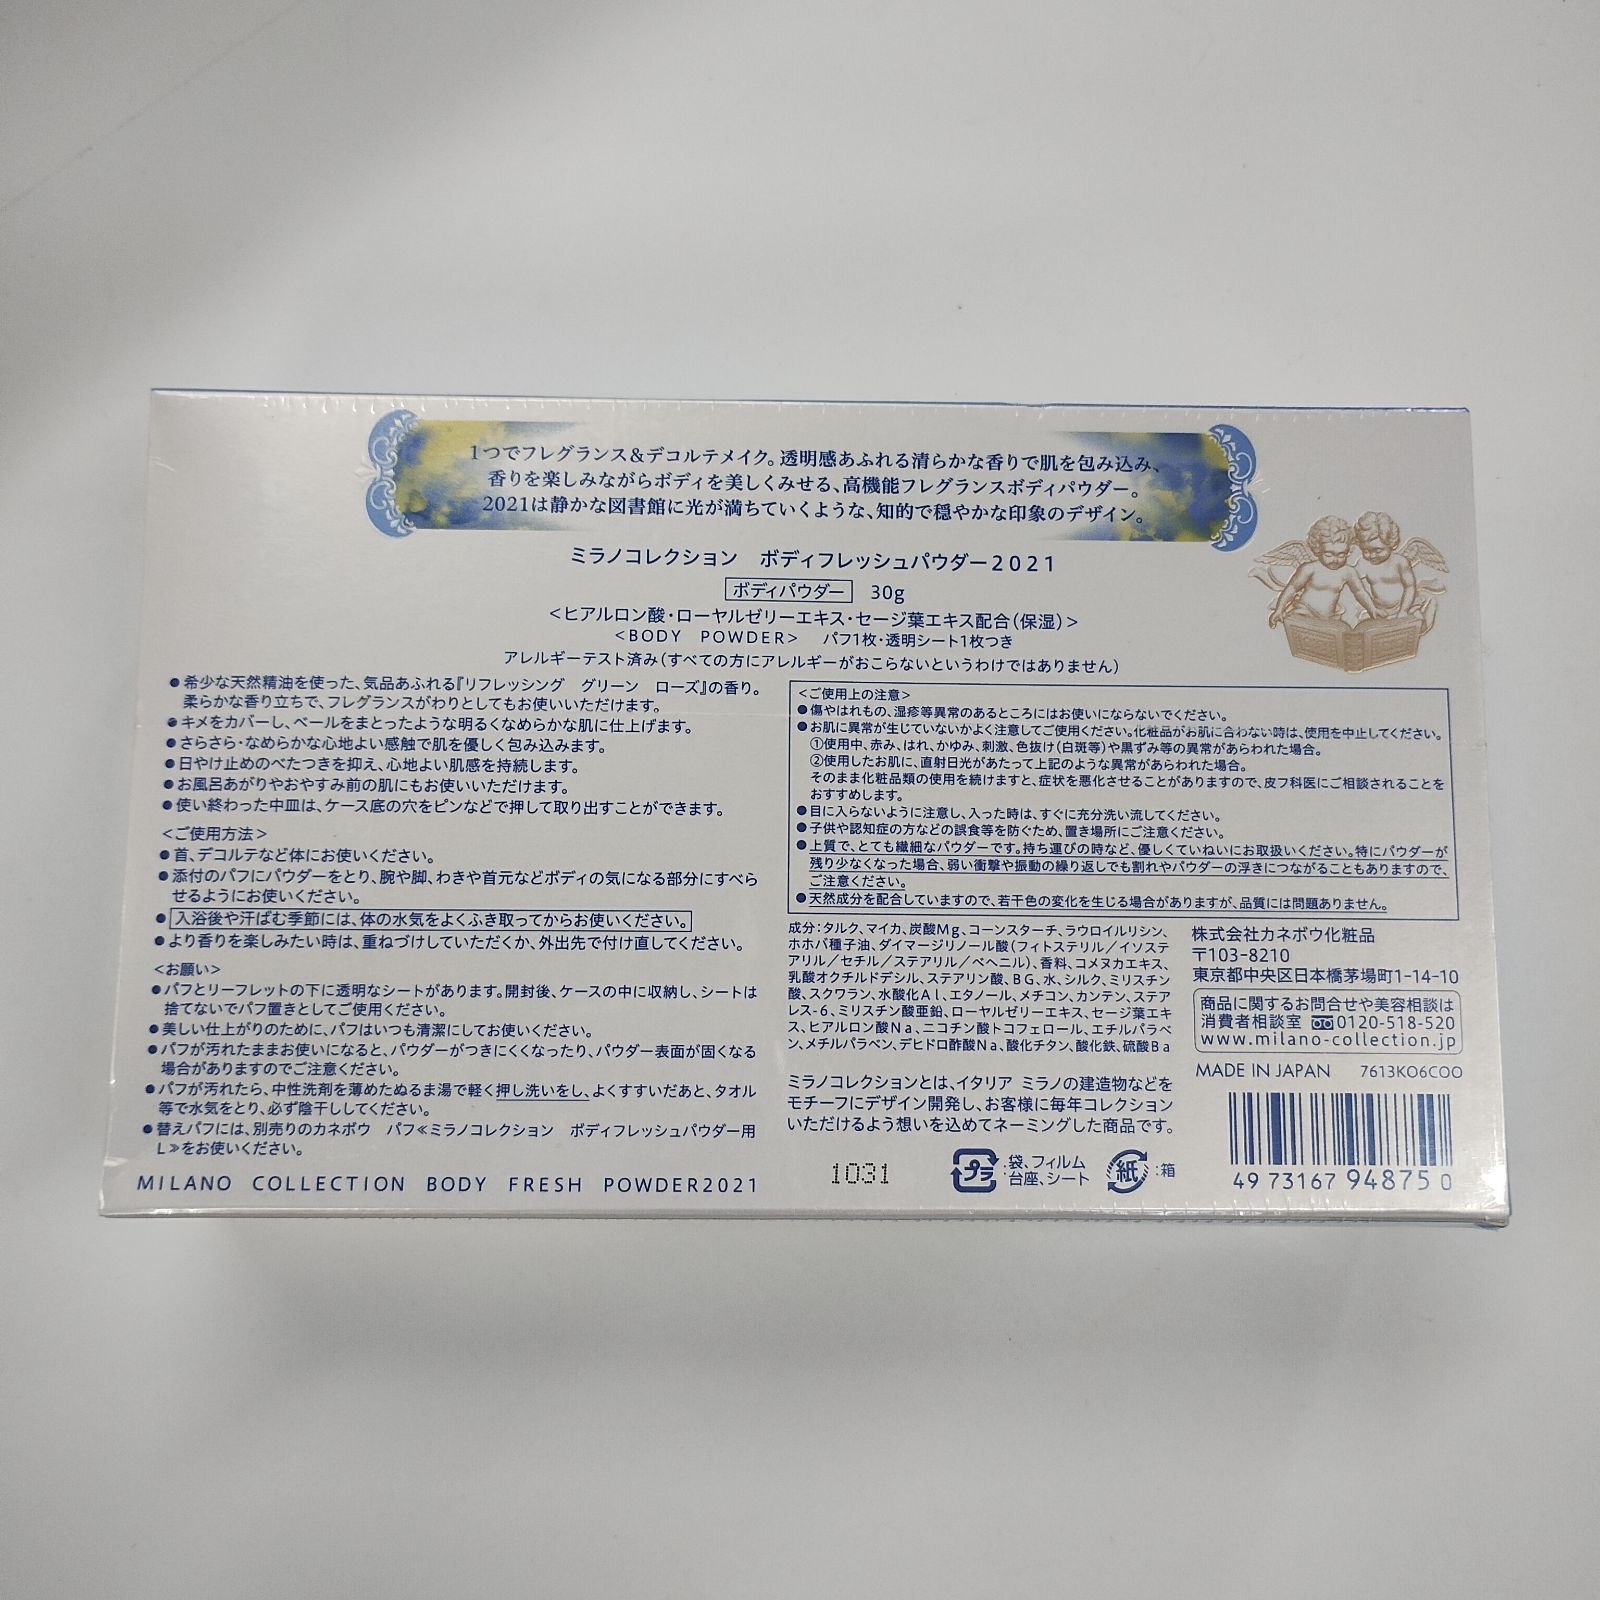 1つでフレグランス&デコルテメイク。透明感あふれる清らかな香りで肌を包み込み、
香りを楽しみながらボディを美しくみせる、高機能フレグランスボディパウダー。
2021は静かな図書館に光が満ちていくような、知的で穏やかな印象のデザイン。
ミラノコレクション ボディフレッシュパウダー2021
ボディパウダー 30g
<ヒアルロン酸・ローヤルゼリーエキス・セージ葉エキス配合(保湿)>
<BODY POWDER> パフ1枚・透明シート1枚つき
アレルギーテスト済み(すべての方にアレルギーがおこらないというわけではありません)
●希少な天然精油を使った、気品あふれる『リフレッシング グリーン ローズ』の香り。
柔らかな香り立ちで、フレグランスがわりとしてもお使いいただけます。
●キメをカバーし、ベールをまとったような明るくなめらかな肌に仕上げます。
●さらさら・なめらかな心地よい感触で肌を優しく包み込みます。
●日やけ止めのべたつきを抑え、心地よい肌感を持続します。
●お風呂あがりやおやすみ前の肌にもお使いいただけます。
●使い終わった中皿は、ケース底の穴をピンなどで押して取り出すことができます。
<ご使用方法>
●首、デコルテなど体にお使いください。
●添付のパフにパウダーをとり、腕や脚、わきや首元などボディの気になる部分にすべら
せるようにお使いください。
●入浴後や汗ばむ季節には、体の水気をよくふき取ってからお使いください。
●より香りを楽しみたい時は、重ねづけしていただくか、外出先で付け直してください。
<お願い>
●パフとリーフレットの下に透明なシートがあります。開封後、ケースの中に収納し、シートは
捨てないでパフ置きとしてご使用ください。
●美しい仕上がりのために、パフはいつも清潔にしてお使いください。
●パフが汚れたままお使いになると、パウダーがつきにくくなったり、パウダー表面が固くなる
場合がありますのでご注意ください。
●パフが汚れたら、中性洗剤を薄めたぬるま湯で軽く押し洗いをし、よくすすいだあと、タオル
等で水気をとり、必ず陰干ししてください。
●替えパフには、別売りのカネボウ パフ≪ミラノコレクション ボディフレッシュパウダー用
L≫をお使いください。
MILANO COLLECTION BODY FRESH POWDER2021
<ご使用上の注意>
●傷やはれもの、湿疹等異常のあるところにはお使いにならないでください。
●お肌に異常が生じていないかよく注意してご使用ください。化粧品がお肌に合わない時は、使用を中止してください。
①使用中、赤み、はれ、かゆみ、刺激、色抜け(白斑等)や黒ずみ等の異常があらわれた場合。
②使用したお肌に、直射日光があたって上記のような異常があらわれた場合。
そのまま化粧品類の使用を続けますと、症状を悪化させることがありますので、皮フ科医にご相談されることを
おすすめします。
●目に入らないように注意し、入った時は、すぐに充分洗い流してください。
●子供や認知症の方などの誤食等を防ぐため、置き場所にご注意ください。
●上質で、とても繊細なパウダーです。持ち運びの時など、優しくていねいにお取扱いください。特にパウダーが
残り少なくなった場合、弱い衝撃や振動の繰り返しでも割れやパウダーの浮きにつながることもありますので、
ご注意ください。
●天然成分を配合していますので、若干色の変化を生じる場合がありますが、品質には問題ありません。
成分:タルク、マイカ、炭酸Mg、コーンスターチ、ラウロイルリシン、
ホホバ種子油、ダイマージリノール酸(フィトステリル/イソステ
アリル/セチル/ステアリル/ベヘニル)、香料、コメヌカエキス、
乳酸オクチルドデシル、ステアリン酸、BG、水、シルク、ミリスチン
酸、スクワラン、水酸化Al、エタノール、メチコン、カンテン、ステア
レス-6、ミリスチン酸亜鉛、ローヤルゼリーエキス、セージ葉エキ
ス、ヒアルロン酸Na、ニコチン酸トコフェロール、エチルパラベ
ン、メチルパラベン、デヒドロ酢酸Na、酸化チタン、酸化鉄、硫酸Ba
ミラノコレクションとは、イタリア ミラノの建造物などを
モチーフにデザイン開発し、お客様に毎年コレクション
いただけるよう想いを込めてネーミングした商品です。
1031
プラ :袋、フィルム
台座、シート
紙 :箱
株式会社カネボウ化粧品
〒103-8210
東京都中央区日本橋茅場町1-14-10
商品に関するお問合せや美容相談は
消費者相談室 0120-518-520
www.milano-collection.jp
MADE IN JAPAN 7613K06C00
49 73167 94875 0